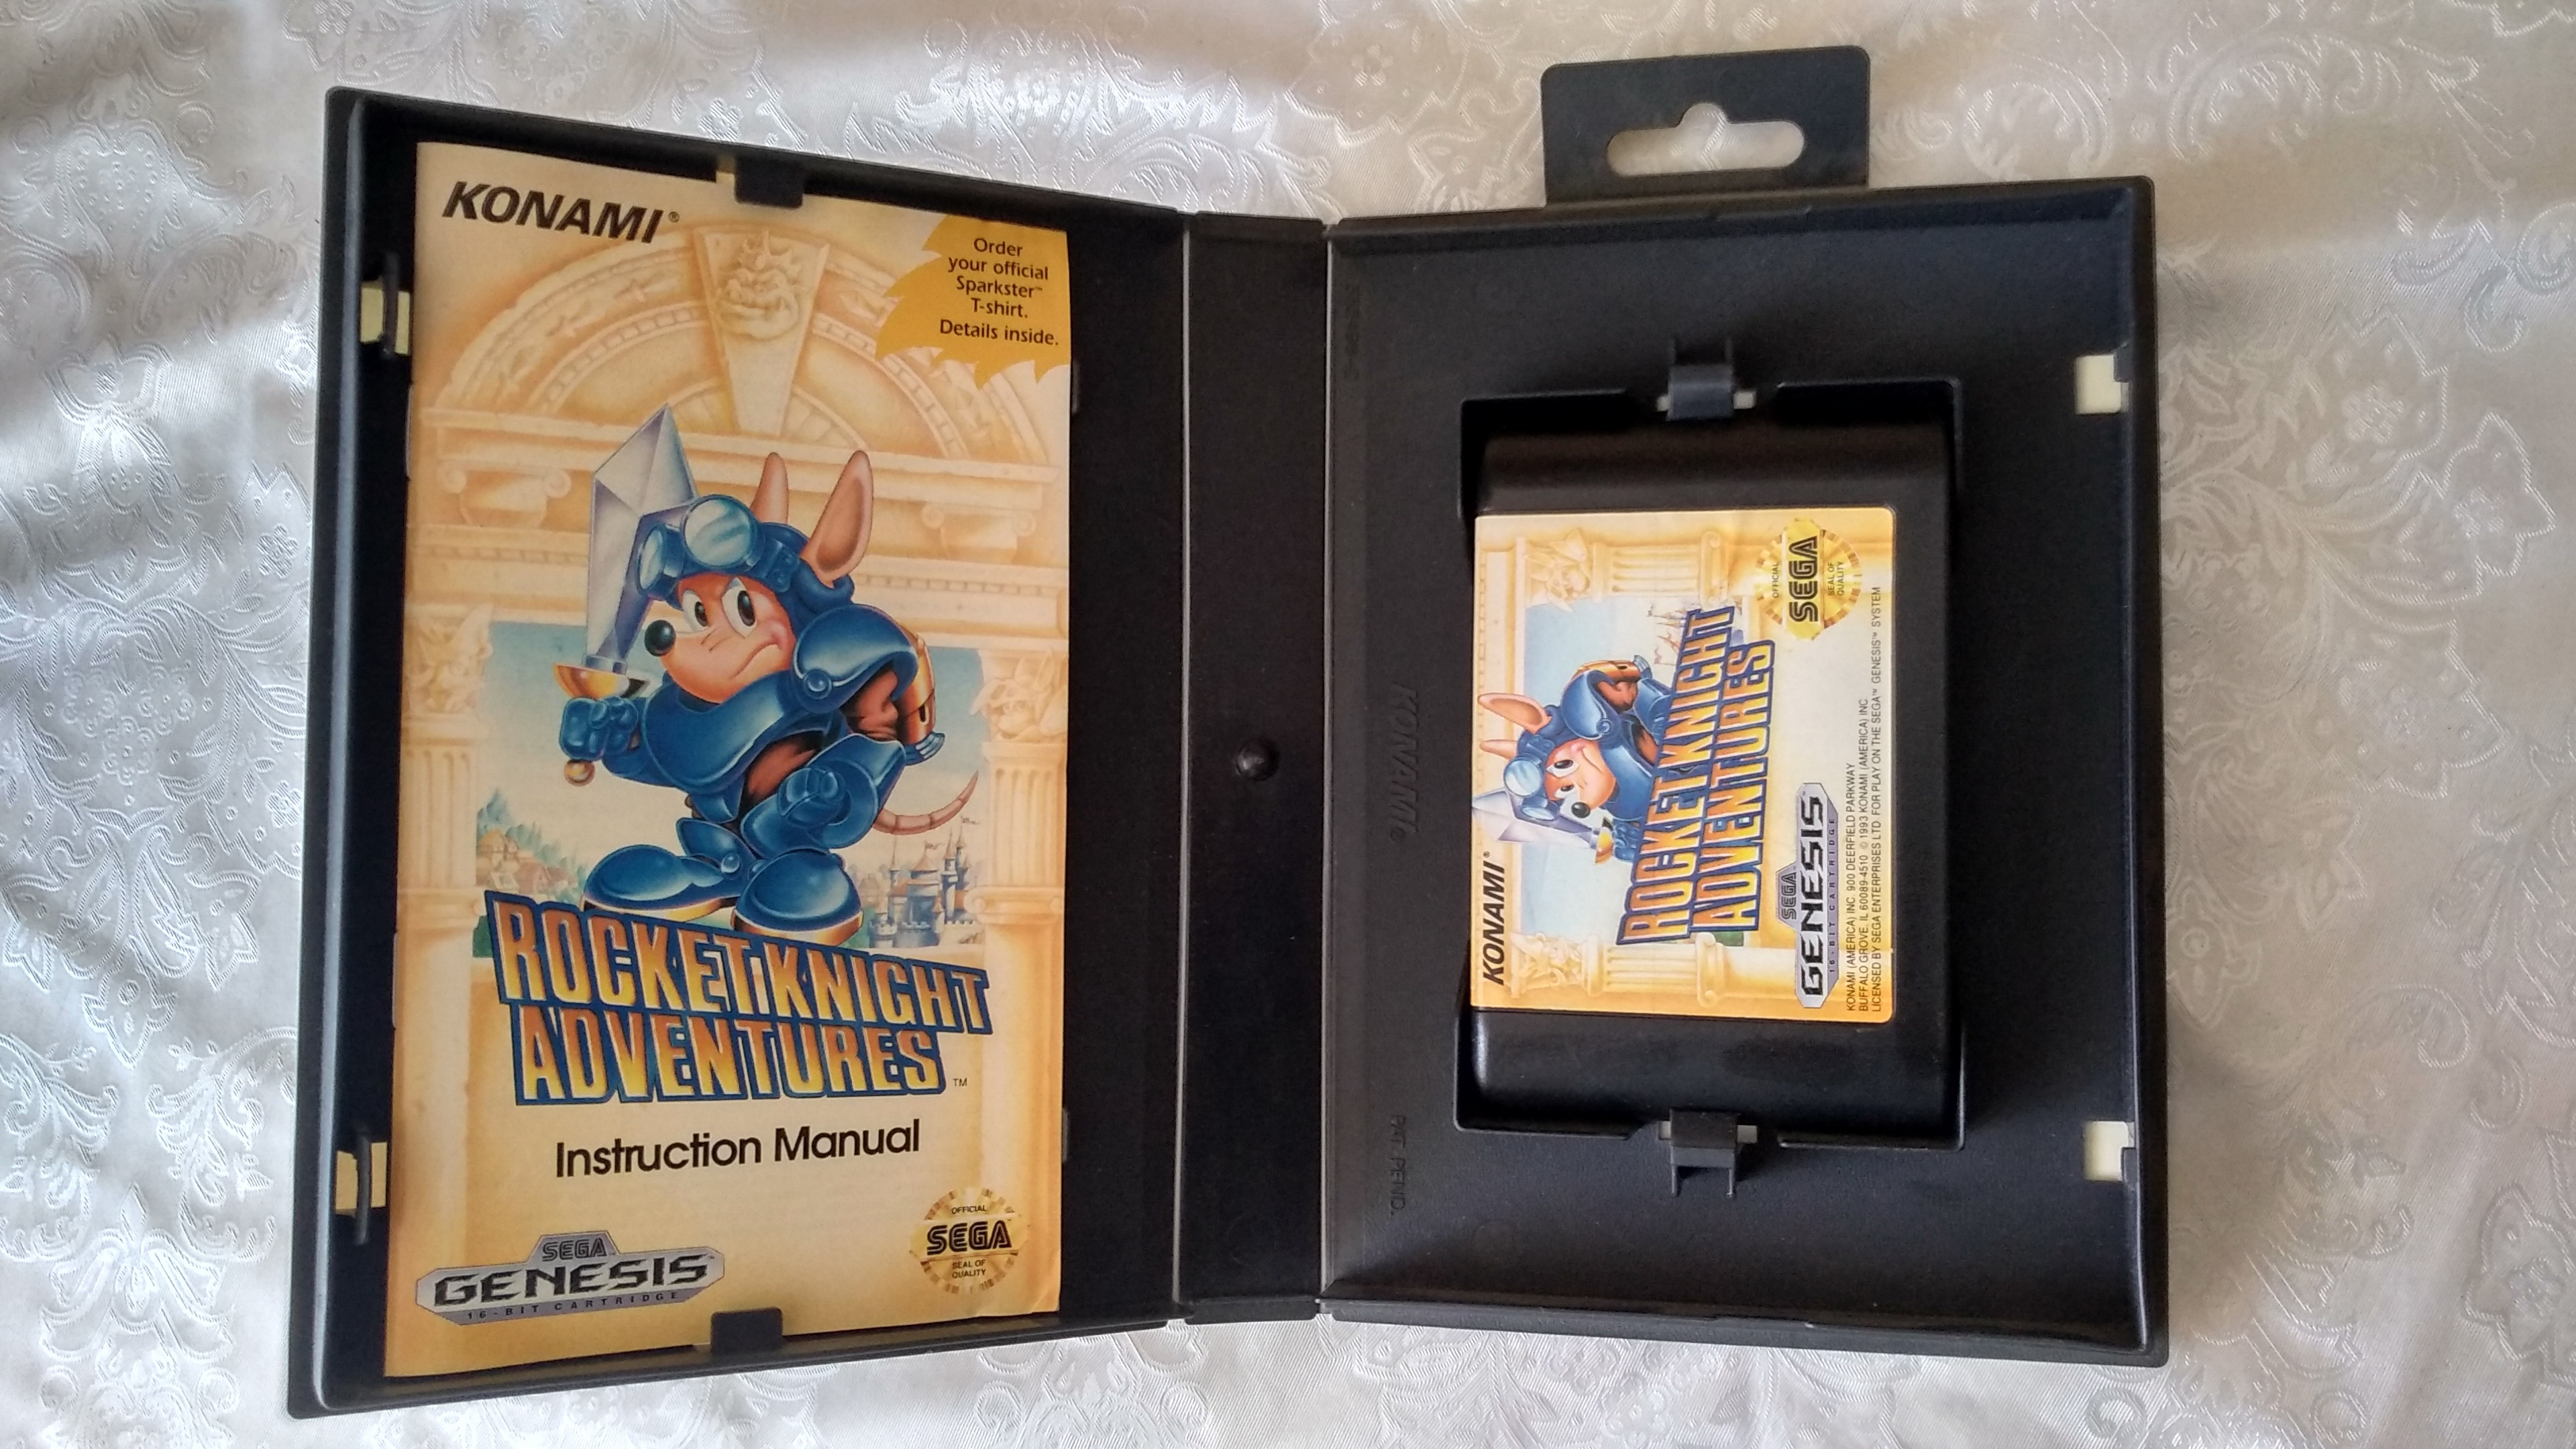 KONAMI®
Order
your official
Sparkster™
T-shirt.
Details inside.
ROCKET KNIGHT
ADVENTURES™
Instruction Manual
SEGA™
GENESIS
16-BIT CARTRIDGE
OFFICIAL
SEGA™
SEAL OF
QUALITY
KONAMI®
PAT. PEND.
KONAMI®
ROCKET KNIGHT
ADVENTURES
SEGA™
GENESIS
16-BIT CARTRIDGE
OFFICIAL
SEGA
SEAL OF
QUALITY
KONAMI (AMERICA) INC. 900 DEERFIELD PARKWAY
BUFFALO GROVE, IL 60089-4510 © 1993 KONAMI (AMERICA) INC
LICENSED BY SEGA ENTERPRISES LTD. FOR PLAY ON THE SEGA™ GENESIS™ SYSTEM